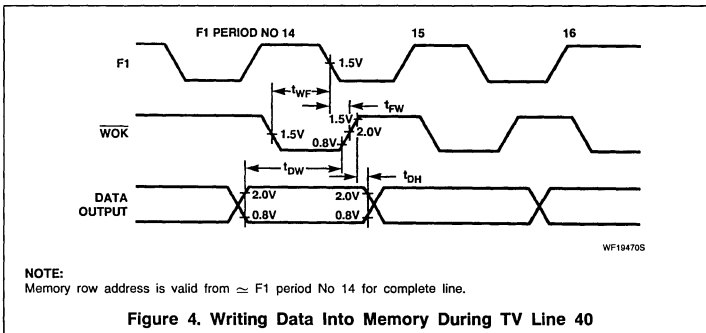 F1 PERIOD NO 14 15 16
F1
1.5V
tWF
tFW
WOK
1.5V
1.5V
2.0V
0.8V
tDW
tDH
DATA
OUTPUT
2.0V
2.0V
0.8V
0.8V
WF19470S
NOTE:
Memory row address is valid from ≃ F1 period No 14 for complete line.
Figure 4. Writing Data Into Memory During TV Line 40